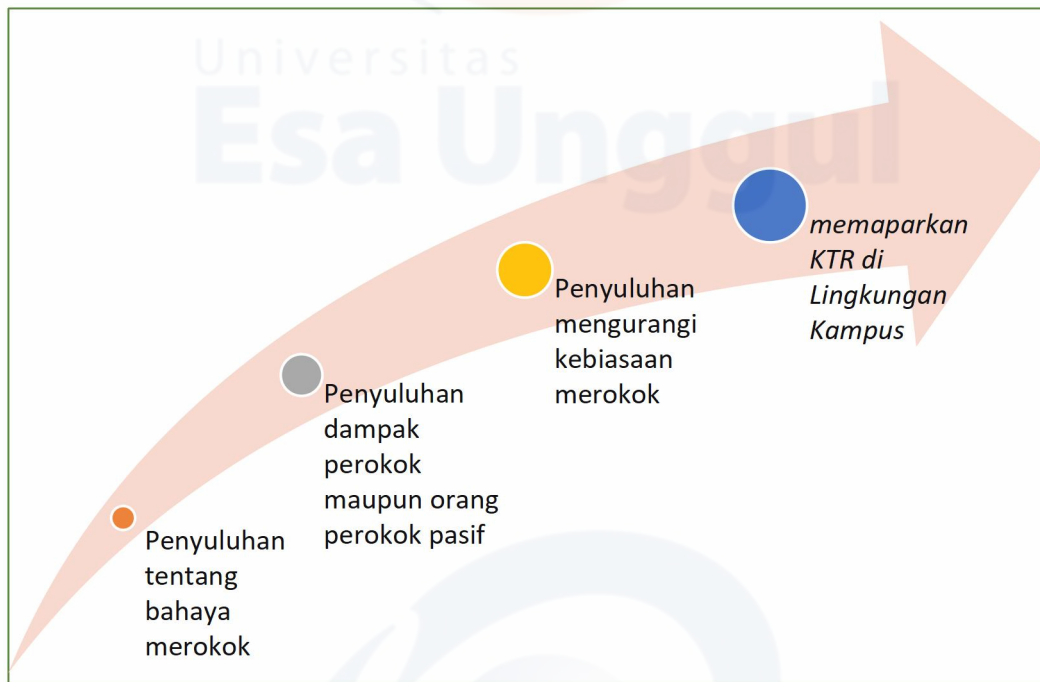 Universitas
Esa Unggul
memaparkan
KTR di
Lingkungan
Kampus
Penyuluhan
mengurangi
kebiasaan
merokok
Penyuluhan
dampak
perokok
maupun orang
perokok pasif
Penyuluhan
tentang
bahaya
merokok